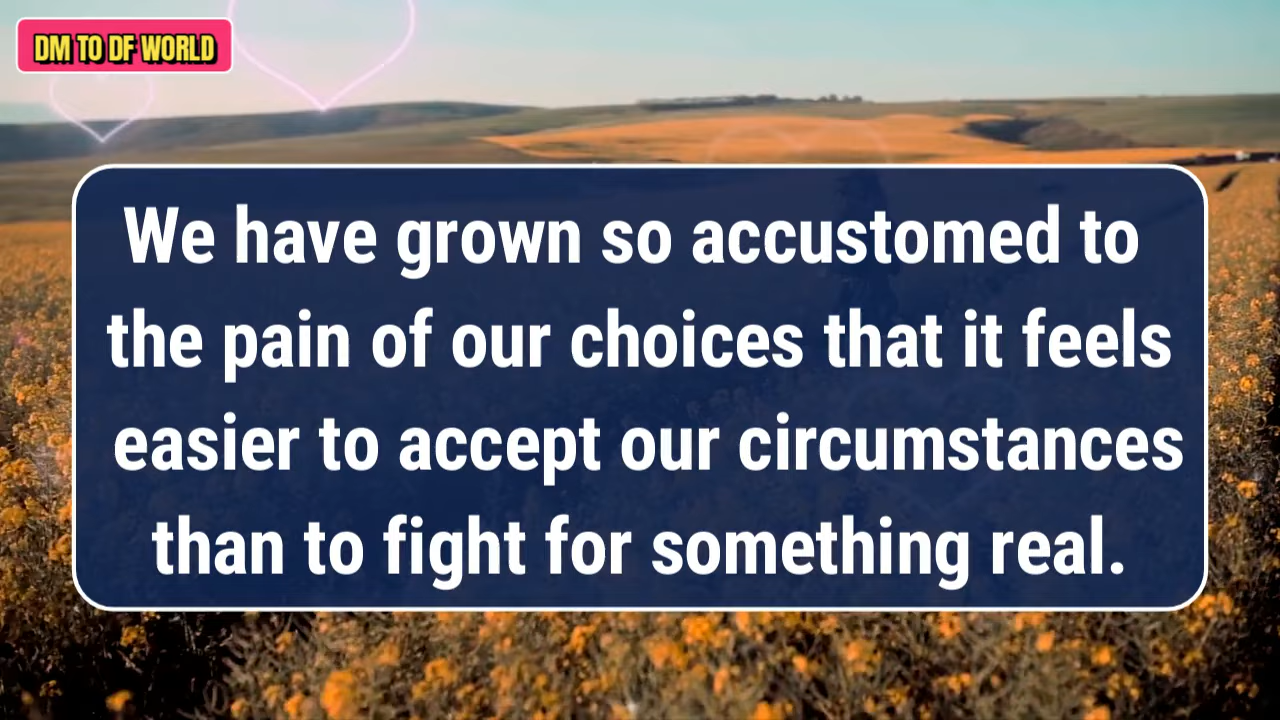 DM TO DF WORLD
We have grown so accustomed to
the pain of our choices that it feels
easier to accept our circumstances
than to fight for something real.